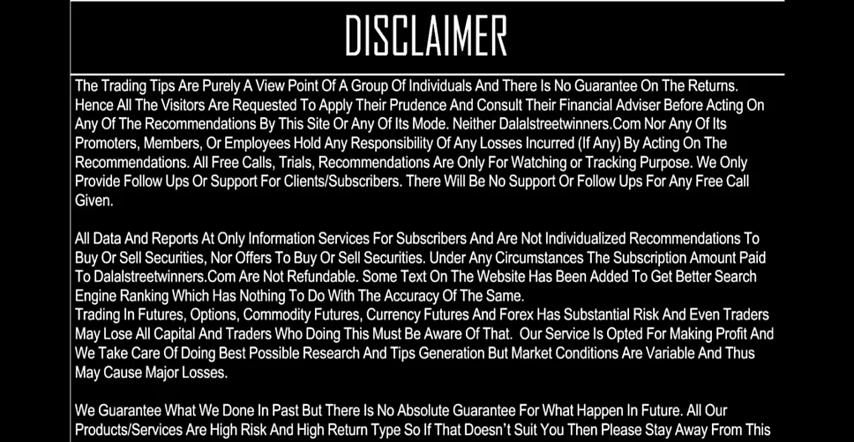 DISCLAIMER
The Trading Tips Are Purely A View Point Of A Group Of Individuals And There Is No Guarantee On The Returns.
Hence All The Visitors Are Requested To Apply Their Prudence And Consult Their Financial Adviser Before Acting On
Any Of The Recommendations By This Site Or Any Of Its Mode. Neither Dalalstreetwinners.Com Nor Any Of Its
Promoters, Members, Or Employees Hold Any Responsibility Of Any Losses Incurred (If Any) By Acting On The
Recommendations. All Free Calls, Trials, Recommendations Are Only For Watching or Tracking Purpose. We Only
Provide Follow Ups Or Support For Clients/Subscribers. There Will Be No Support Or Follow Ups For Any Free Call
Given.
All Data And Reports At Only Information Services For Subscribers And Are Not Individualized Recommendations To
Buy Or Sell Securities, Nor Offers To Buy Or Sell Securities. Under Any Circumstances The Subscription Amount Paid
To Dalalstreetwinners.Com Are Not Refundable. Some Text On The Website Has Been Added To Get Better Search
Engine Ranking Which Has Nothing To Do With The Accuracy Of The Same.
Trading In Futures, Options, Commodity Futures, Currency Futures And Forex Has Substantial Risk And Even Traders
May Lose All Capital And Traders Who Doing This Must Be Aware Of That. Our Service Is Opted For Making Profit And
We Take Care Of Doing Best Possible Research And Tips Generation But Market Conditions Are Variable And Thus
May Cause Major Losses.
We Guarantee What We Done In Past But There Is No Absolute Guarantee For What Happen In Future. All Our
Products/Services Are High Risk And High Return Type So If That Doesn't Suit You Then Please Stay Away From This